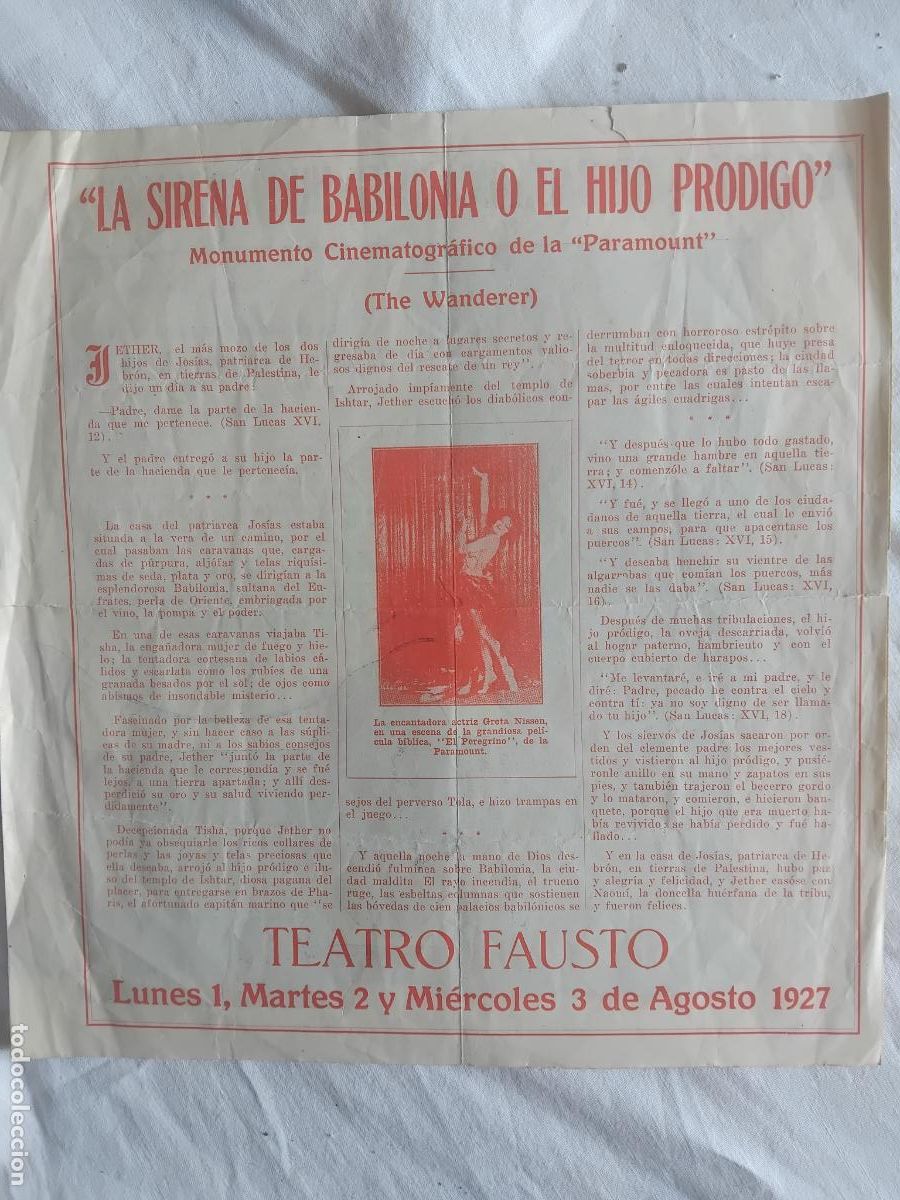 "LA SIRENA DE BABILONIA O EL HIJO PRODIGO"
Monumento Cinematográfico de la "Paramount"
(The Wanderer)
JETHER, el más mozo de los dos
hijos de Josías, patriarca de He-
brón, en tierras de Palestina, le
dijo un día a su padre:
—Padre, dame la parte de la hacien-
da que me pertenece. (San Lucas XVI,
12).
Y el padre entregó a su hijo la par-
te de la hacienda que le pertenecía.
* * *
La casa del patriarca Josías estaba
situada a la vera de un camino, por el
cual pasaban las caravanas que, carga-
das de púrpura, aljófar y telas riquísi-
mas de seda, plata y oro, se dirigían a la
esplendorosa Babilonia, sultana del Eu-
frates, perla de Oriente, embriagada por
el vino, la pompa y el poder.
En una de esas caravanas viajaba Ti-
sha, la engañadora mujer de fuego y hie-
lo; la tentadora cortesana de labios cá-
lidos y escarlata como los rubíes de una
granada besados por el sol; de ojos como
abismos de insondable misterio...
Fascinado por la belleza de esa tenta-
dora mujer, y sin hacer caso a las súpli-
cas de su madre, ni a los sabios consejos
de su padre, Jether "juntó la parte de
la hacienda que le correspondía y se fué
lejos, a una tierra apartada; y allí des-
perdició su oro y su salud viviendo per-
didamente".
Decepcionada Tisha, porque Jether no
podía ya obsequiarle los ricos collares de
perlas y las joyas y telas preciosas que
ella deseaba, arrojó al hijo pródigo e ilu-
so del templo de Ishtar, diosa pagana del
placer, para entregarse en brazos de Pha-
ris, el afortunado capitán marino que "se
dirigía de noche a lugares secretos y re-
gresaba de día con cargamentos valio-
sos dignos del rescate de un rey".
Arrojado impíamente del templo de
Ishtar, Jether escuchó los diabólicos con-
La encantadora actriz Greta Nissen,
en una escena de la grandiosa pelí-
cula bíblica, "El Peregrino", de la
Paramount.
sejos del perverso Tola, e hizo trampas en
el juego...
* * *
Y aquella noche la mano de Dios des-
cendió fulmínea sobre Babilonia, la ciu-
dad maldita El rayo incendia, el trueno
ruge, las esbeltas columnas que sostienen
las bóvedas de cien palacios babilónicos se
derrumban con horroroso estrépito sobre
la multitud enloquecida, que huye presa
del terror en todas direcciones; la ciudad
soberbia y pecadora es pasto de las lla-
mas, por entre las cuales intentan esca-
par las ágiles cuadrigas...
* * *
"Y después que lo hubo todo gastado,
vino una grande hambre en aquella tie-
rra; y comenzóle a faltar". (San Lucas:
XVI, 14).
"Y fué, y se llegó a uno de los ciuda-
danos de aquella tierra, el cual le envió
a sus campos, para que apacentase los
puercos". (San Lucas: XVI, 15).
"Y deseaba henchir su vientre de las
algarrobas que comían los puercos, más
nadie se las daba". (San Lucas: XVI,
16).
Después de muchas tribulaciones, el hi-
jo pródigo, la oveja descarriada, volvió
al hogar paterno, hambriento y con el
cuerpo cubierto de harapos...
"Me levantaré, e iré a mi padre, y le
diré: Padre, pecado he contra el cielo y
contra tí: ya no soy digno de ser llama-
do tu hijo". (San Lucas: XVI, 18).
Y los siervos de Josías sacaron por or-
den del clemente padre los mejores ves-
tidos y vistieron al hijo pródigo, y pusié-
ronle anillo en su mano y zapatos en sus
pies, y también trajeron el becerro gordo
y lo mataron, y comieron, e hicieron ban-
quete, porque el hijo que era muerto ha-
bía revivido; se había perdido y fué ha-
llado...
Y en la casa de Josías, patriarca de He-
brón, en tierras de Palestina, hubo paz
y alegría y felicidad, y Jether casóse con
Naomi, la doncella huérfana de la tribu,
y fueron felices.
TEATRO FAUSTO
Lunes 1, Martes 2 y Miércoles 3 de Agosto 1927
todocoleccion.net